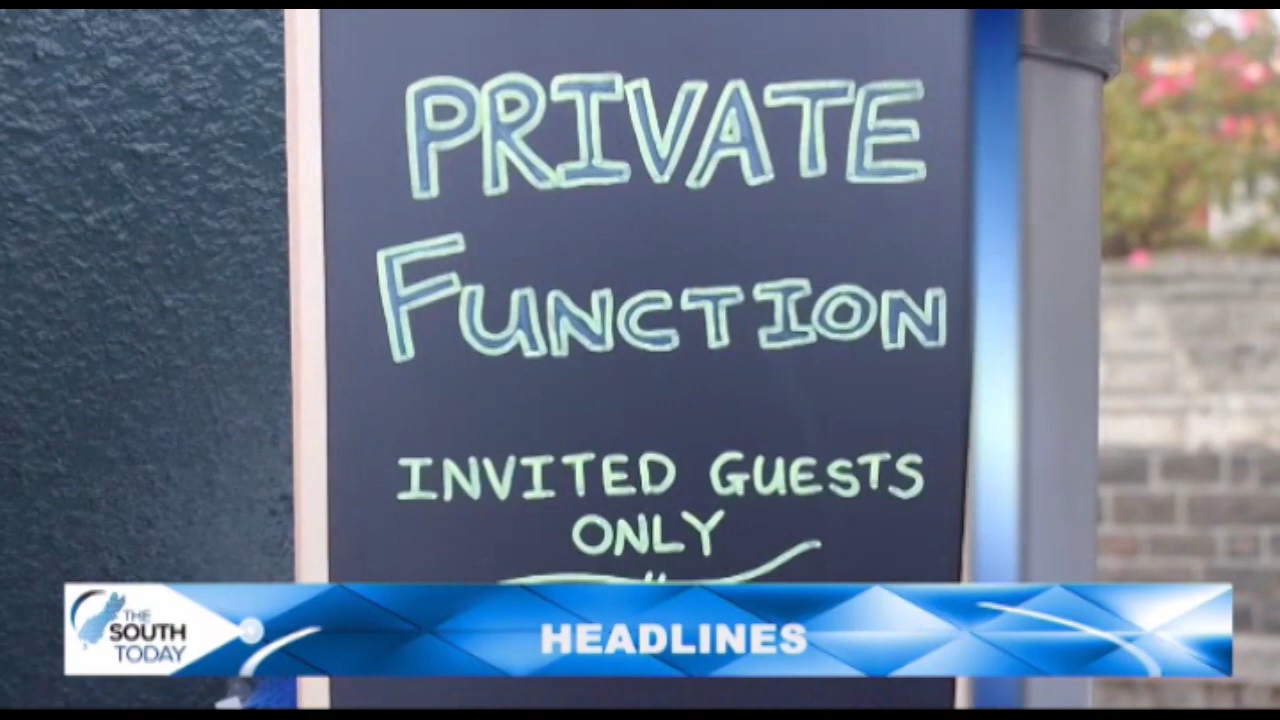 PRIVATE
FUNCTION
INVITED GUESTS
ONLY
THE
SOUTH
TODAY
HEADLINES